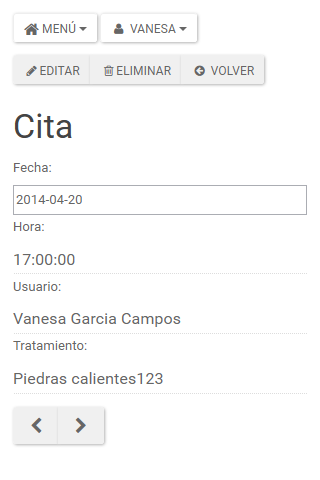 MENÚ VANESA
EDITAR ELIMINAR VOLVER
Cita
Fecha:
2014-04-20
Hora:
17:00:00
Usuario:
Vanesa Garcia Campos
Tratamiento:
Piedras calientes123